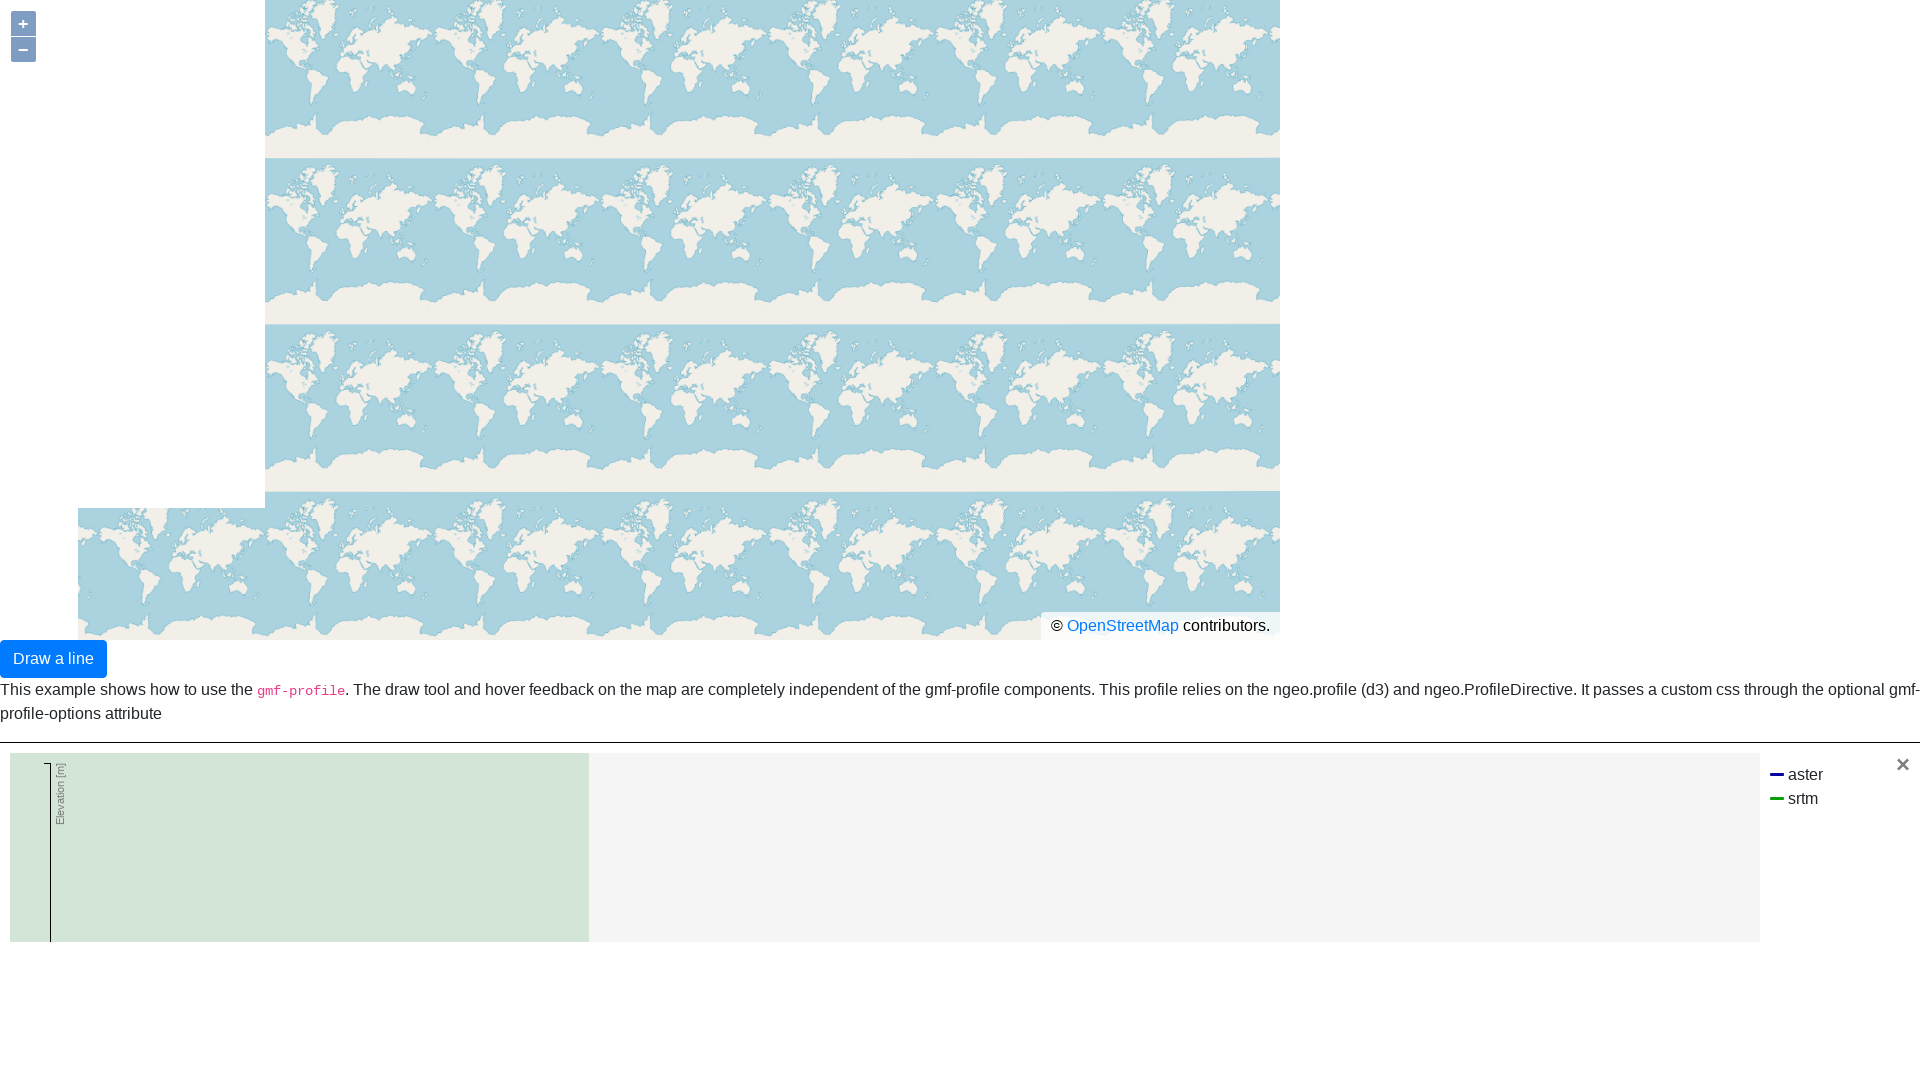 +
−
© OpenStreetMap contributors.
Draw a line
This example shows how to use the gmf-profile. The draw tool and hover feedback on the map are completely independent of the gmf-profile components. This profile relies on the ngeo.profile (d3) and ngeo.ProfileDirective. It passes a custom css through the optional gmf-
profile-options attribute
×
Elevation [m]
aster
srtm